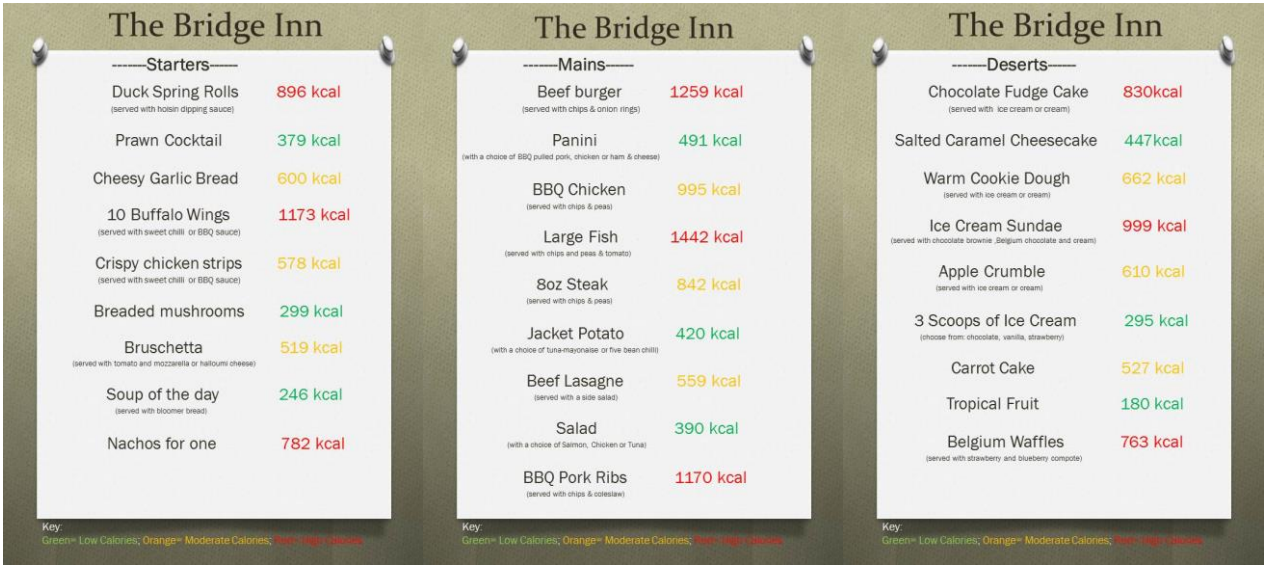 The Bridge Inn
-------Starters------
Duck Spring Rolls 896 kcal
(served with hoisin dipping sauce)
Prawn Cocktail 379 kcal
Cheesy Garlic Bread 600 kcal
10 Buffalo Wings 1173 kcal
(served with sweet chilli or BBQ sauce)
Crispy chicken strips 578 kcal
(served with sweet chilli or BBQ sauce)
Breaded mushrooms 299 kcal
Bruschetta 519 kcal
(served with tomato and mozzarella or halloumi cheese)
Soup of the day 246 kcal
(served with bloomer bread)
Nachos for one 782 kcal
Key:
Green= Low Calories; Orange= Moderate Calories; Red= High Calories
The Bridge Inn
-------Mains------
Beef burger 1259 kcal
(served with chips & onion rings)
Panini 491 kcal
(with a choice of BBQ pulled pork, chicken or ham & cheese)
BBQ Chicken 995 kcal
(served with chips & peas)
Large Fish 1442 kcal
(served with chips and peas & tomato)
8oz Steak 842 kcal
(served with chips & peas)
Jacket Potato 420 kcal
(with a choice of tuna-mayonaise or five bean chilli)
Beef Lasagne 559 kcal
(served with a side salad)
Salad 390 kcal
(with a choice of Salmon, Chicken or Tuna)
BBQ Pork Ribs 1170 kcal
(served with chips & coleslaw)
Key:
Green= Low Calories; Orange= Moderate Calories; Red= High Calories
The Bridge Inn
-------Deserts------
Chocolate Fudge Cake 830kcal
(served with ice cream or cream)
Salted Caramel Cheesecake 447kcal
Warm Cookie Dough 662 kcal
(served with ice cream or cream)
Ice Cream Sundae 999 kcal
(served with chocolate brownie ,Belgium chocolate and cream)
Apple Crumble 610 kcal
(served with ice cream or cream)
3 Scoops of Ice Cream 295 kcal
(choose from: chocolate, vanilla, strawberry)
Carrot Cake 527 kcal
Tropical Fruit 180 kcal
Belgium Waffles 763 kcal
(served with strawberry and blueberry compote)
Key:
Green= Low Calories; Orange= Moderate Calories; Red= High Calories